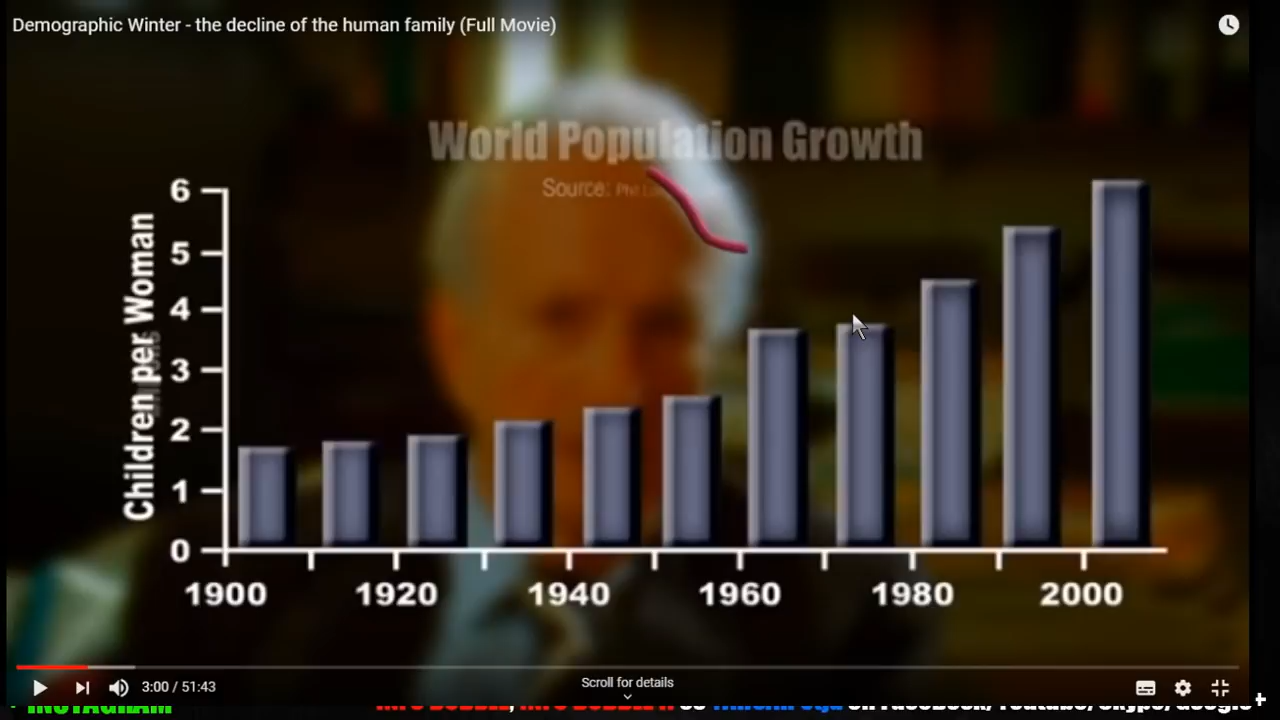 Demographic Winter - the decline of the human family (Full Movie)
World Population Growth
Source:
Children per Woman
6
5
4
3
2
1
0
1900 1920 1940 1960 1980 2000
3:00 / 51:43
Scroll for details
INSTAGRAM